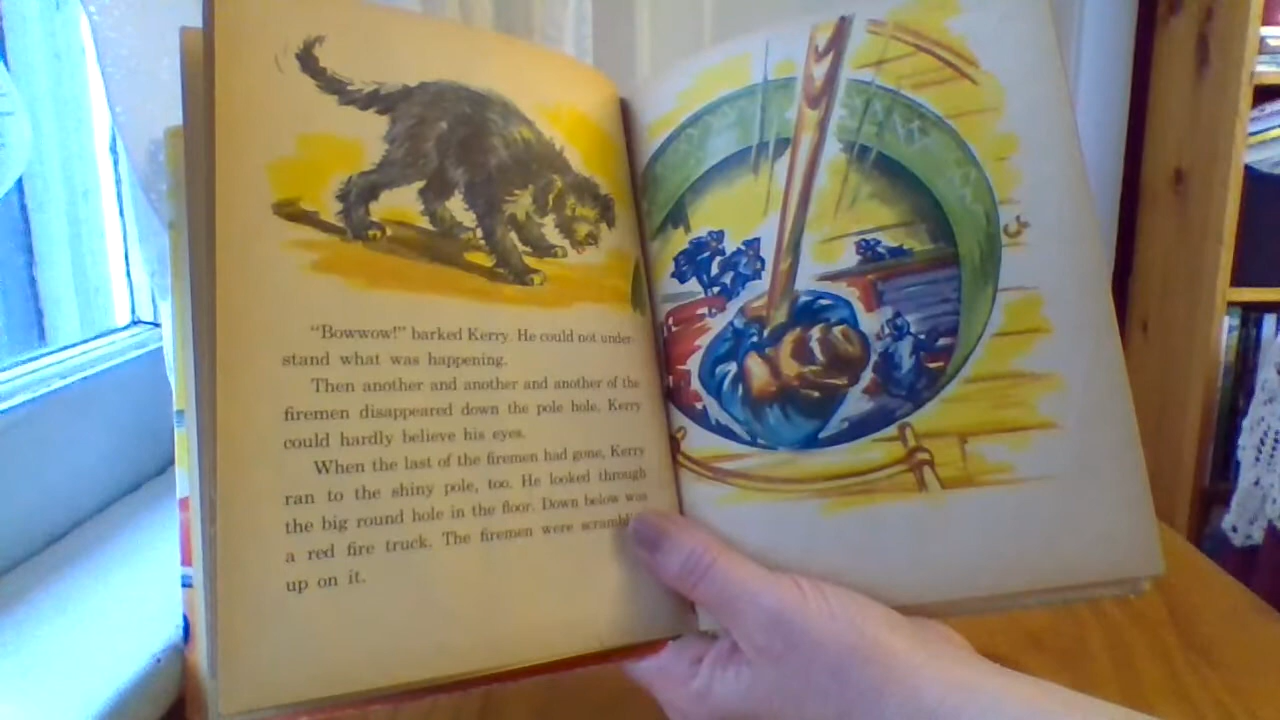 "Bowwow!" barked Kerry. He could not under-
stand what was happening.
Then another and another and another of the
firemen disappeared down the pole hole. Kerry
could hardly believe his eyes.
When the last of the firemen had gone, Kerry
ran to the shiny pole, too. He looked through
the big round hole in the floor. Down below was
a red fire truck. The firemen were scrambling
up on it.